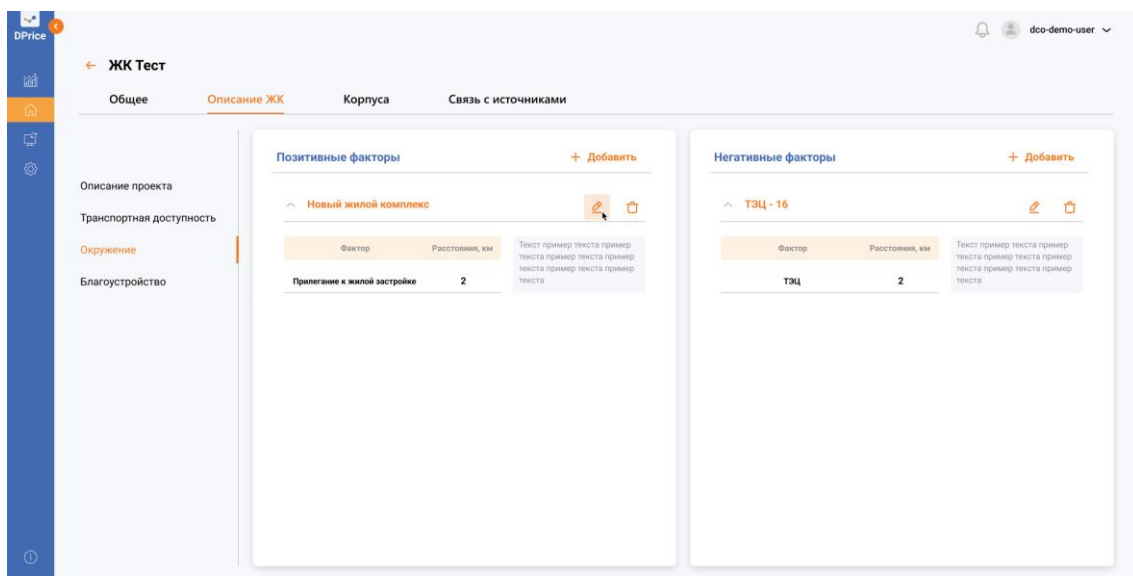 DPrice
dco-demo-user
ЖК Тест
Общее
Описание ЖК
Корпуса
Связь с источниками
Описание проекта
Транспортная доступность
Окружение
Благоустройство
Позитивные факторы
+ Добавить
Новый жилой комплекс
Фактор
Расстояния, км
Прилегание к жилой застройке
2
Текст пример текста пример
текста пример текста пример
текста пример текста пример
текста
Негативные факторы
+ Добавить
ТЭЦ - 16
Фактор
Расстояния, км
ТЭЦ
2
Текст пример текста пример
текста пример текста пример
текста пример текста пример
текста